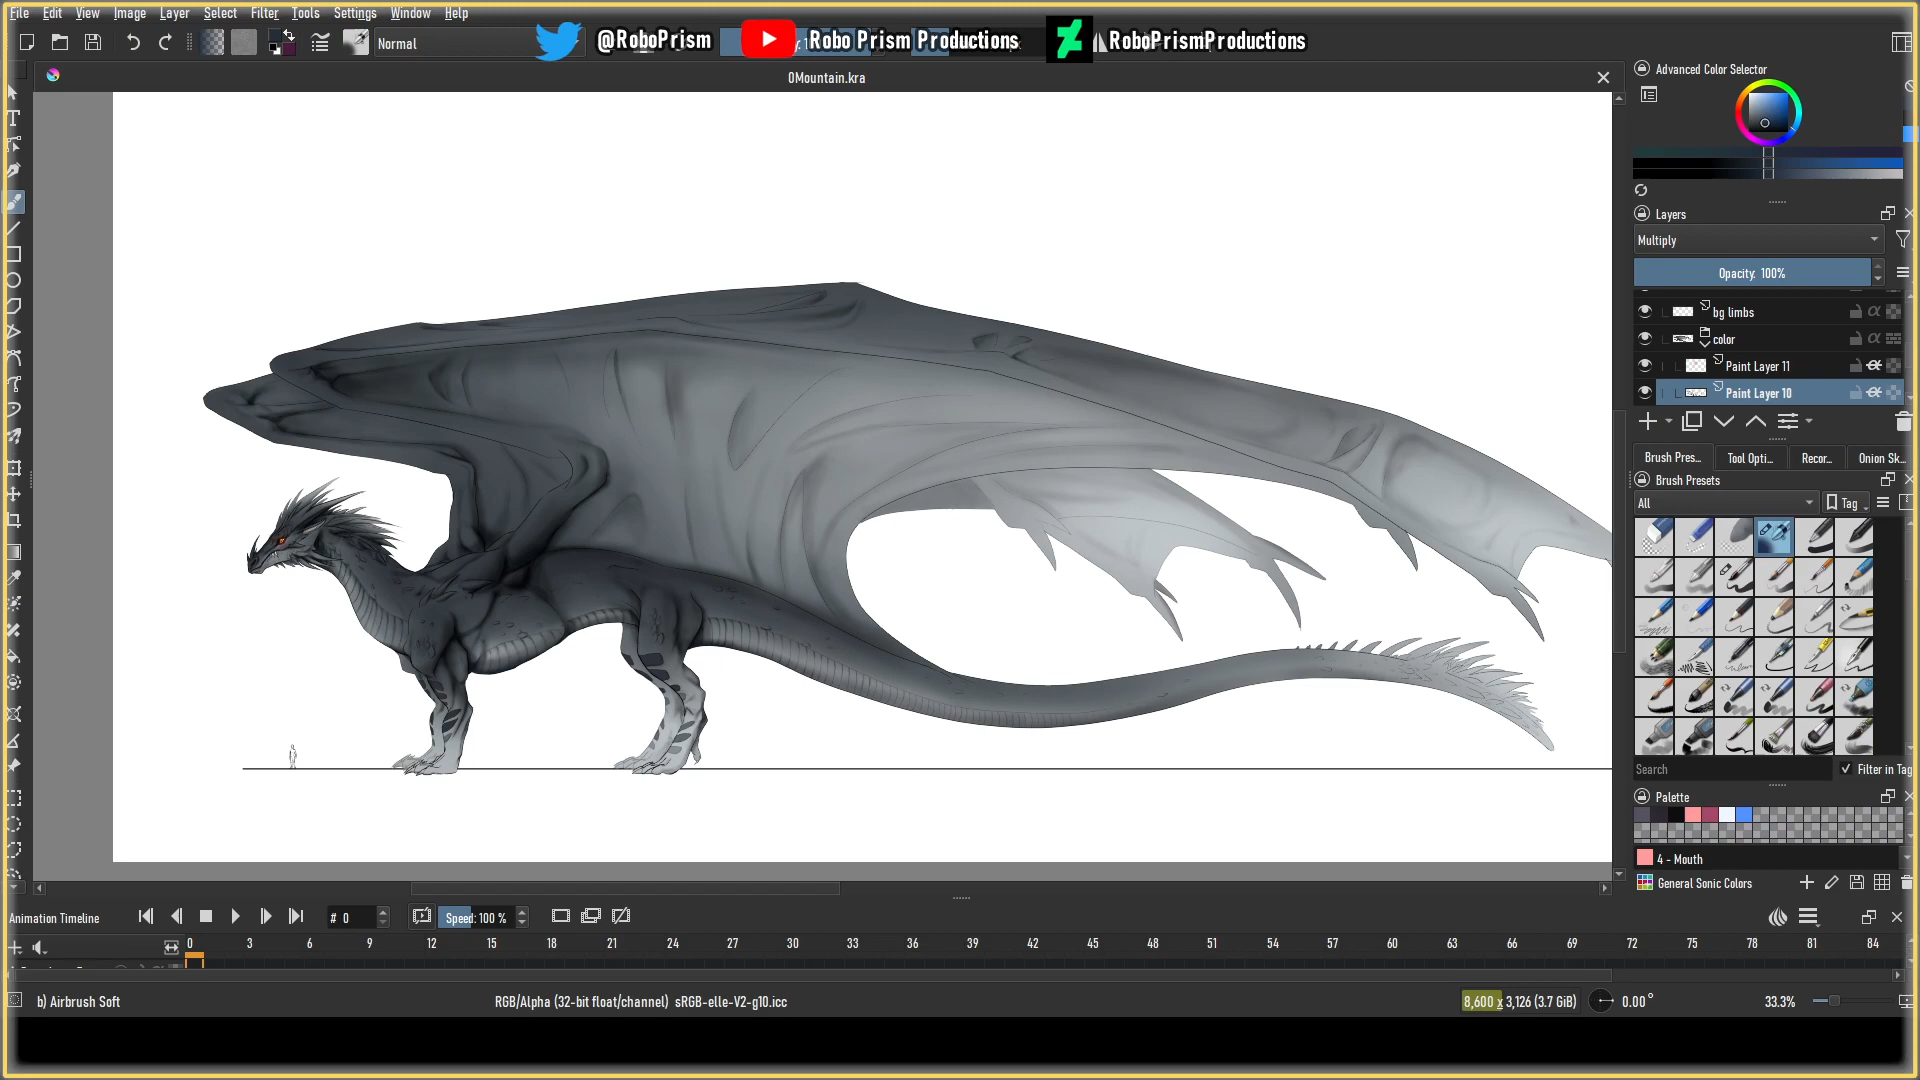 File Edit View Image Layer Select Filter Tools Settings Window Help
Normal
@RoboPrism
Robo Prism Productions
RoboPrismProductions
0Mountain.kra
Advanced Color Selector
Layers
Multiply
Opacity: 100%
bg limbs
color
Paint Layer 11
Paint Layer 10
Brush Pres... Tool Opti... Recor... Onion Sk...
Brush Presets
All
Tag
Search
Filter in Tag
Palette
4 - Mouth
General Sonic Colors
Animation Timeline
# 0
Speed: 100 %
0 3 6 9 12 15 18 21 24 27 30 33 36 39 42 45 48 51 54 57 60 63 66 69 72 75 78 81 84
b) Airbrush Soft
RGB/Alpha (32-bit float/channel) sRGB-elle-V2-g10.icc
8,600 x 3,126 (3.7 GiB)
0.00°
33.3%